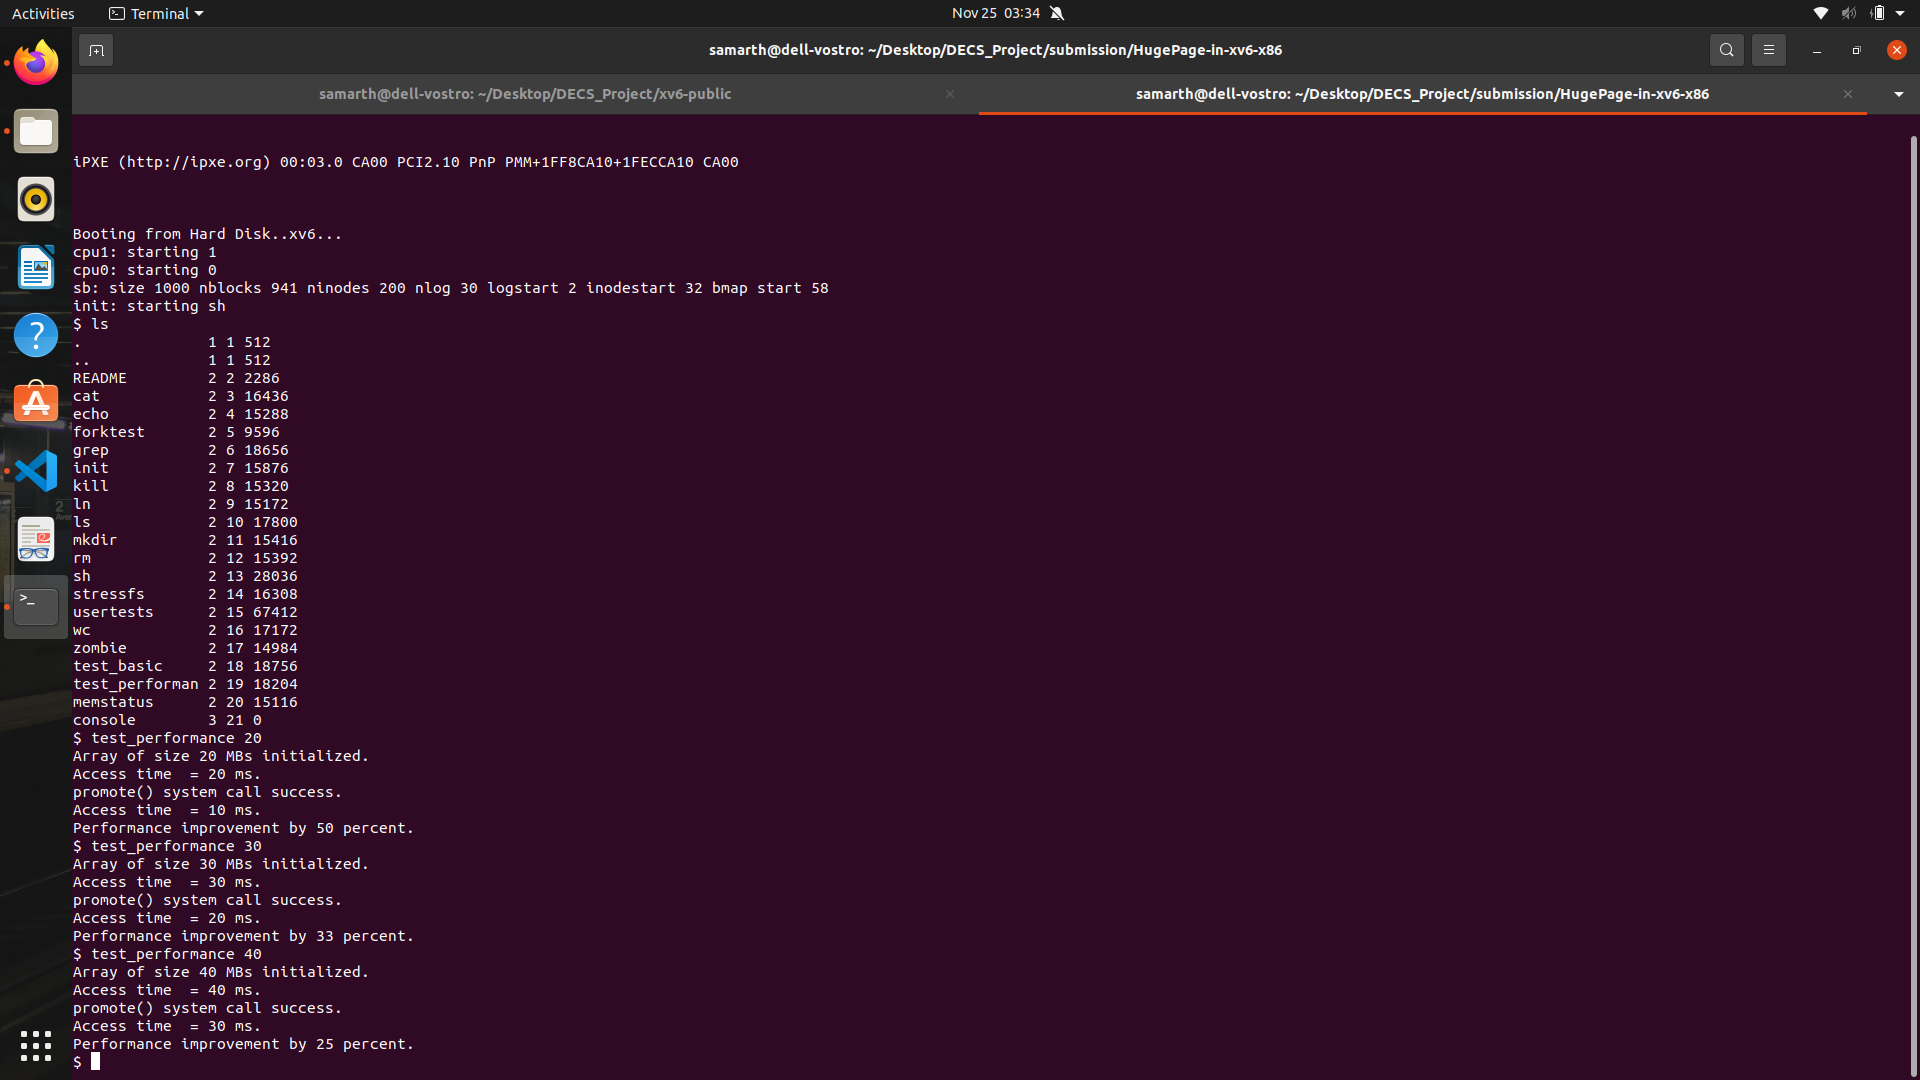 Activities
Terminal
Nov 25 03:34
samarth@dell-vostro: ~/Desktop/DECS_Project/submission/HugePage-in-xv6-x86
samarth@dell-vostro: ~/Desktop/DECS_Project/xv6-public
samarth@dell-vostro: ~/Desktop/DECS_Project/submission/HugePage-in-xv6-x86
iPXE (http://ipxe.org) 00:03.0 CA00 PCI2.10 PnP PMM+1FF8CA10+1FECCA10 CA00
Booting from Hard Disk..xv6...
cpu1: starting 1
cpu0: starting 0
sb: size 1000 nblocks 941 ninodes 200 nlog 30 logstart 2 inodestart 32 bmap start 58
init: starting sh
$ ls
.              1 1 512
..             1 1 512
README         2 2 2286
cat            2 3 16436
echo           2 4 15288
forktest       2 5 9596
grep           2 6 18656
init           2 7 15876
kill           2 8 15320
ln             2 9 15172
ls             2 10 17800
mkdir          2 11 15416
rm             2 12 15392
sh             2 13 28036
stressfs       2 14 16308
usertests      2 15 67412
wc             2 16 17172
zombie         2 17 14984
test_basic     2 18 18756
test_performan 2 19 18204
memstatus      2 20 15116
console        3 21 0
$ test_performance 20
Array of size 20 MBs initialized.
Access time  = 20 ms.
promote() system call success.
Access time  = 10 ms.
Performance improvement by 50 percent.
$ test_performance 30
Array of size 30 MBs initialized.
Access time  = 30 ms.
promote() system call success.
Access time  = 20 ms.
Performance improvement by 33 percent.
$ test_performance 40
Array of size 40 MBs initialized.
Access time  = 40 ms.
promote() system call success.
Access time  = 30 ms.
Performance improvement by 25 percent.
$